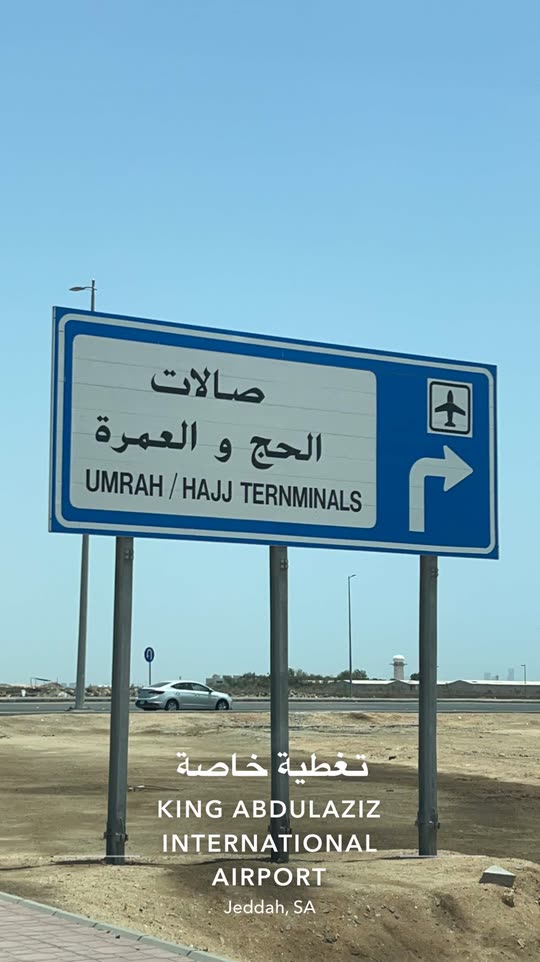 صالات
الحج و العمرة
UMRAH / HAJJ TERNMINALS
تغطية خاصة
KING ABDULAZIZ
INTERNATIONAL
AIRPORT
Jeddah, SA